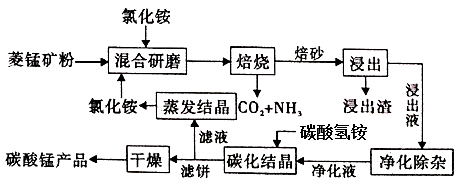 氯化铵
菱锰矿粉
混合研磨
焙烧
焙砂
浸出
氯化铵
蒸发结晶
CO₂+NH₃
浸出渣
浸出液
滤液
碳酸氢铵
碳酸锰产品
干燥
滤饼
碳化结晶
净化液
净化除杂